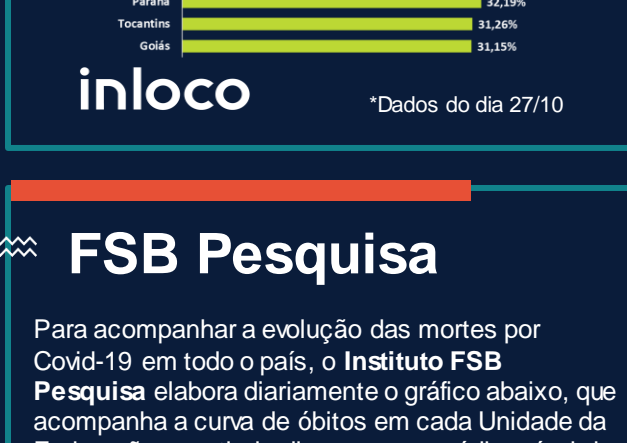 Paraná 32,19%
Tocantins 31,26%
Goiás 31,15%
inloco
*Dados do dia 27/10
FSB Pesquisa
Para acompanhar a evolução das mortes por
Covid-19 em todo o país, o Instituto FSB
Pesquisa elabora diariamente o gráfico abaixo, que
acompanha a curva de óbitos em cada Unidade da